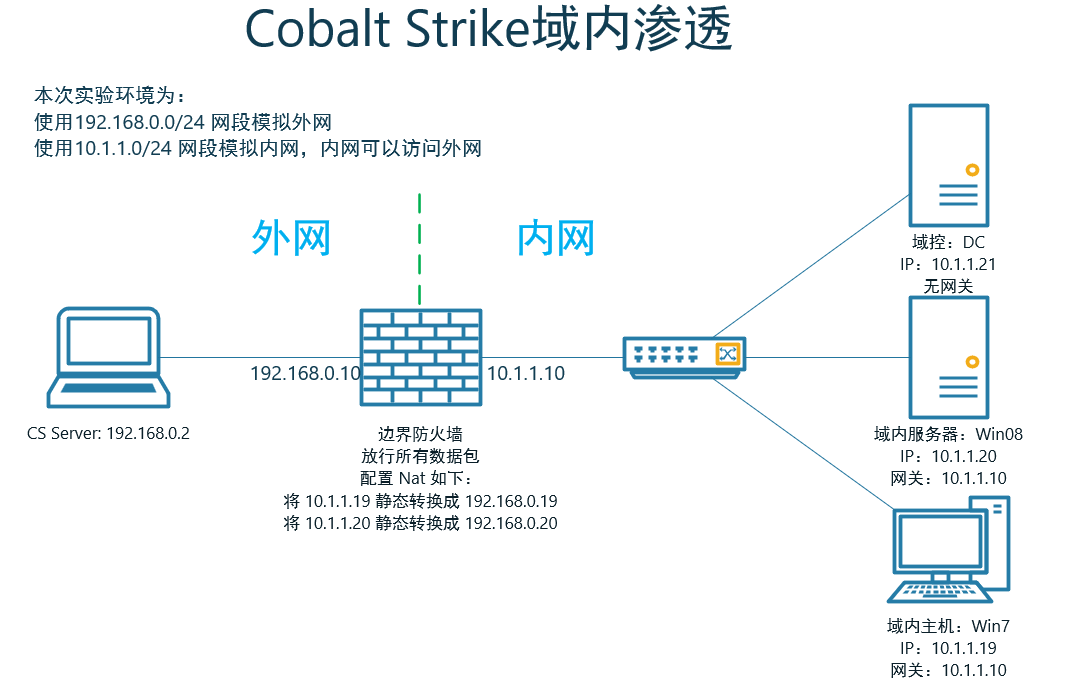 Cobalt Strike域内渗透
本次实验环境为：
使用192.168.0.0/24 网段模拟外网
使用10.1.1.0/24 网段模拟内网，内网可以访问外网
外网
内网
域控：DC
IP：10.1.1.21
无网关
192.168.0.10
10.1.1.10
CS Server: 192.168.0.2
边界防火墙
放行所有数据包
配置 Nat 如下：
将 10.1.1.19 静态转换成 192.168.0.19
将 10.1.1.20 静态转换成 192.168.0.20
域内服务器：Win08
IP：10.1.1.20
网关：10.1.1.10
域内主机：Win7
IP：10.1.1.19
网关：10.1.1.10